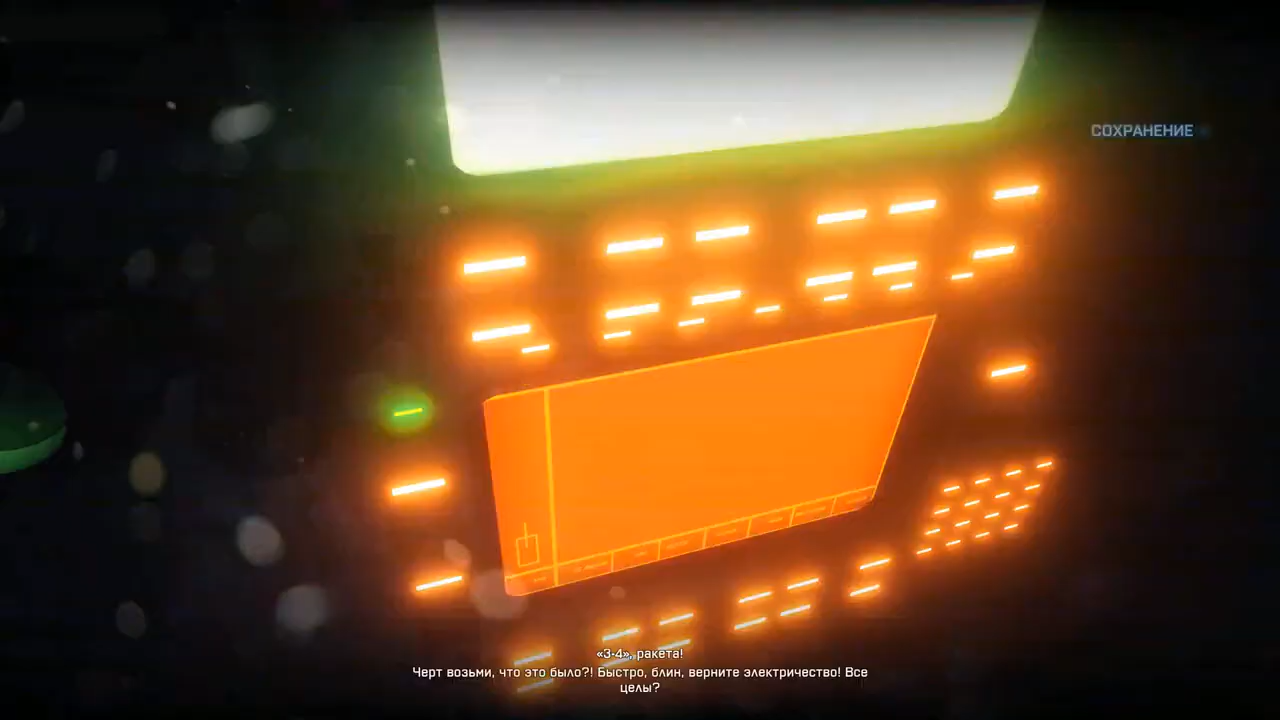 СОХРАНЕНИЕ
«3-4», ракета!
Черт возьми, что это было?! Быстро, блин, верните электричество! Все
целы?